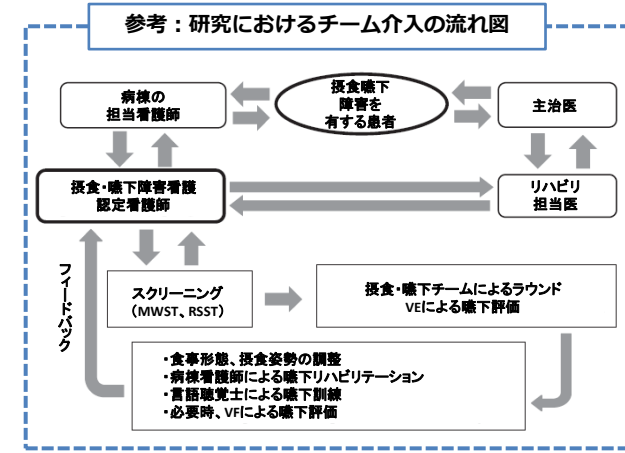 参考：研究におけるチーム介入の流れ図
病棟の
担当看護師
摂食嚥下
障害を
有する患者
主治医
摂食・嚥下障害看護
認定看護師
リハビリ
担当医
フィードバック
スクリーニング
（MWST、RSST）
摂食・嚥下チームによるラウンド
VEによる嚥下評価
・食事形態、摂食姿勢の調整
・病棟看護師による嚥下リハビリテーション
・言語聴覚士による嚥下訓練
・必要時、VFによる嚥下評価